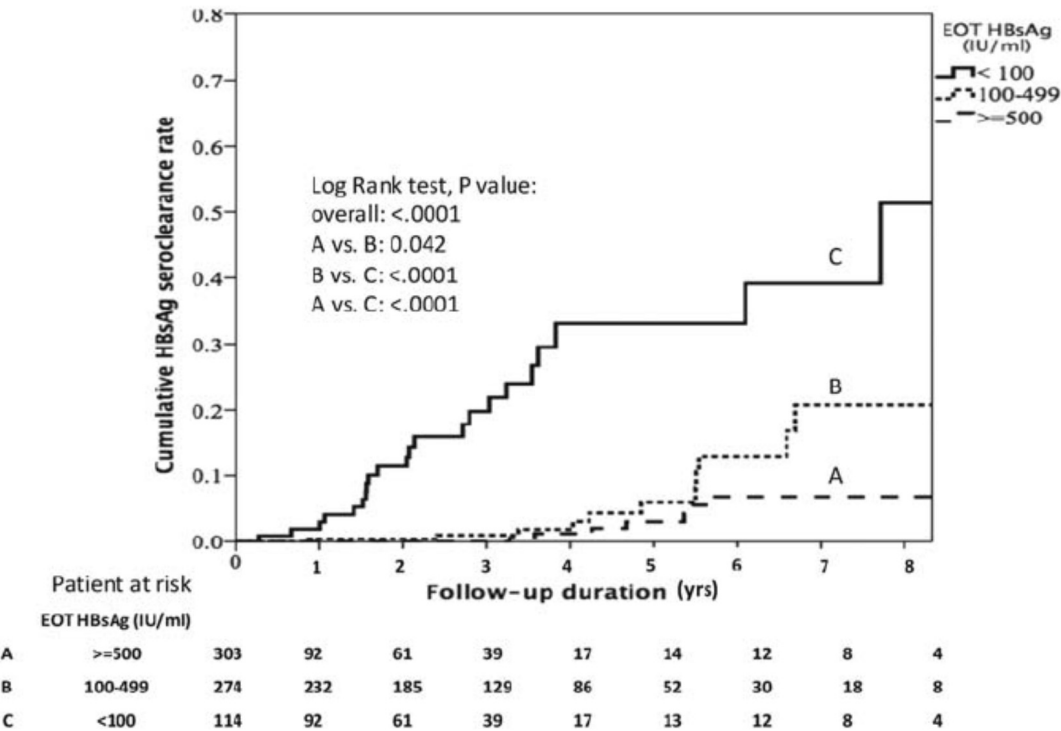 EOT HBsAg
(IU/ml)
< 100
100-499
>=500
Cumulative HBsAg seroclearance rate
0.8
0.7
0.6
0.5
0.4
0.3
0.2
0.1
0.0
Log Rank test, P value:
overall: <.0001
A vs. B: 0.042
B vs. C: <.0001
A vs. C: <.0001
C
B
A
0 1 2 3 4 5 6 7 8
Follow-up duration (yrs)
Patient at risk
EOT HBsAg (IU/ml)
A >=500 303 92 61 39 17 14 12 8 4
B 100-499 274 232 185 129 86 52 30 18 8
C <100 114 92 61 39 17 13 12 8 4